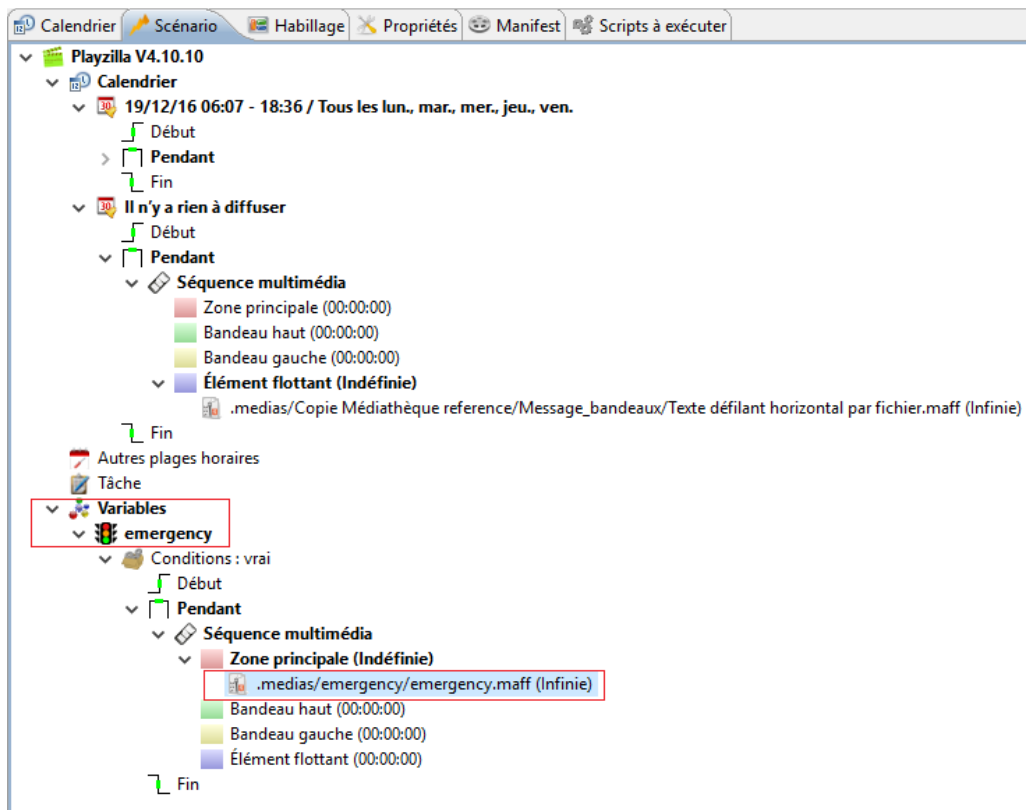 Calendrier Scénario Habillage Propriétés Manifest Scripts à exécuter
Playzilla V4.10.10
Calendrier
19/12/16 06:07 - 18:36 / Tous les lun., mar., mer., jeu., ven.
Début
Pendant
Fin
Il n'y a rien à diffuser
Début
Pendant
Séquence multimédia
Zone principale (00:00:00)
Bandeau haut (00:00:00)
Bandeau gauche (00:00:00)
Élément flottant (Indéfinie)
.medias/Copie Médiathèque reference/Message_bandeaux/Texte défilant horizontal par fichier.maff (Infinie)
Fin
Autres plages horaires
Tâche
Variables
emergency
Conditions : vrai
Début
Pendant
Séquence multimédia
Zone principale (Indéfinie)
.medias/emergency/emergency.maff (Infinie)
Bandeau haut (00:00:00)
Bandeau gauche (00:00:00)
Élément flottant (00:00:00)
Fin